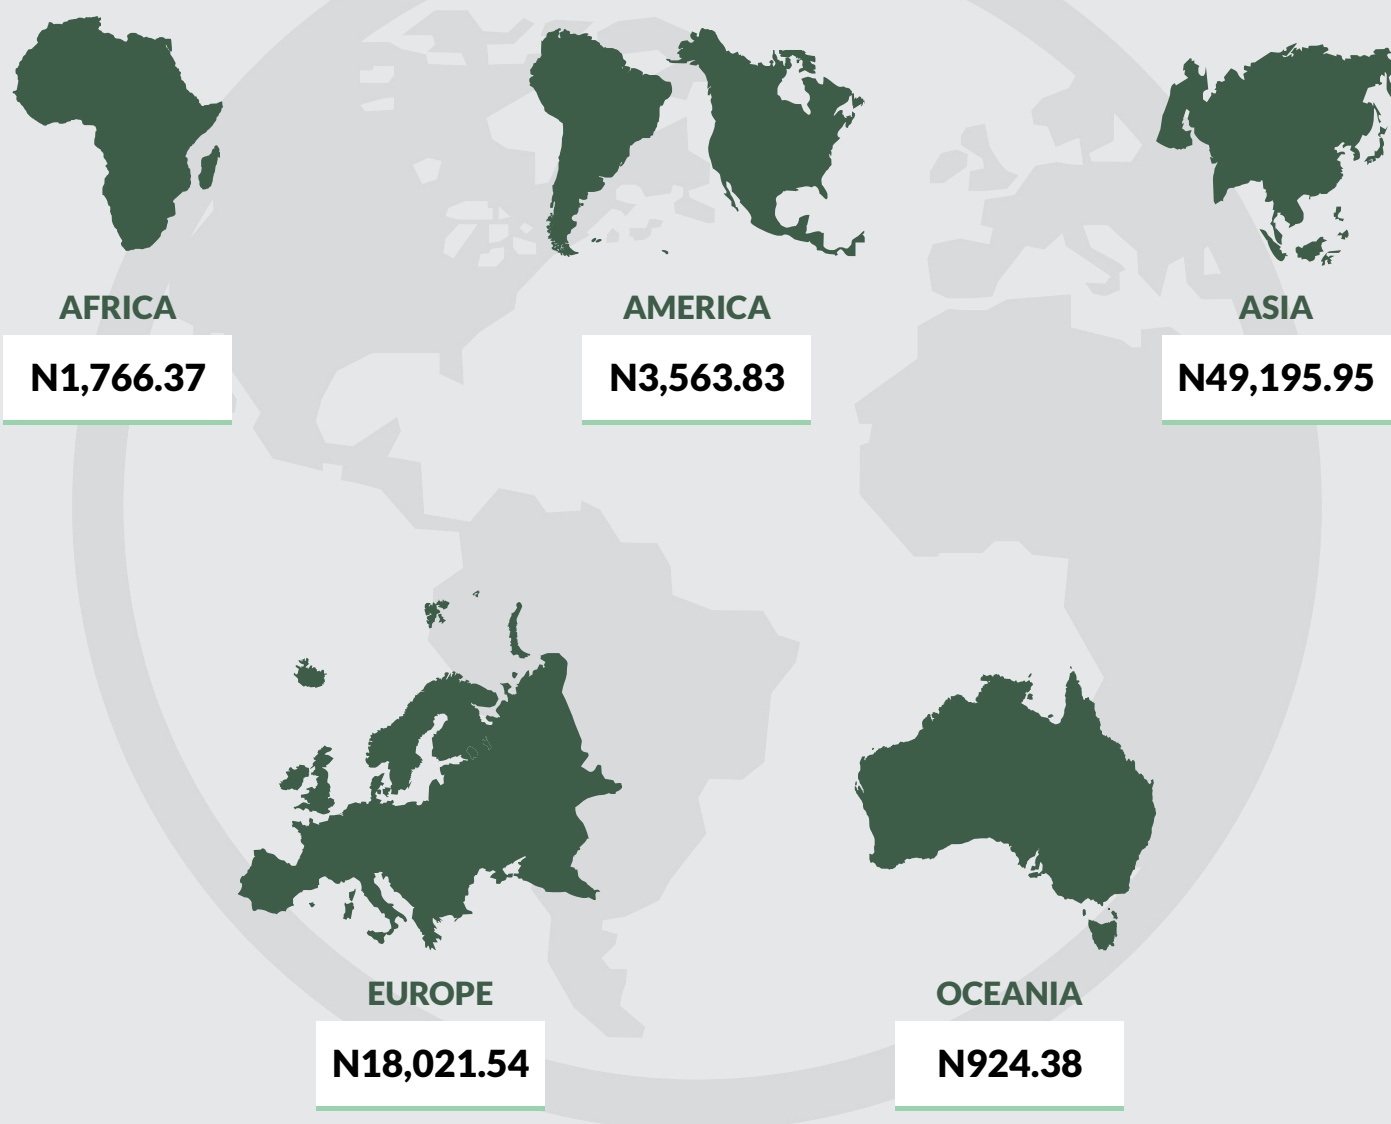 AFRICA
N1,766.37
AMERICA
N3,563.83
ASIA
N49,195.95
EUROPE
N18,021.54
OCEANIA
N924.38